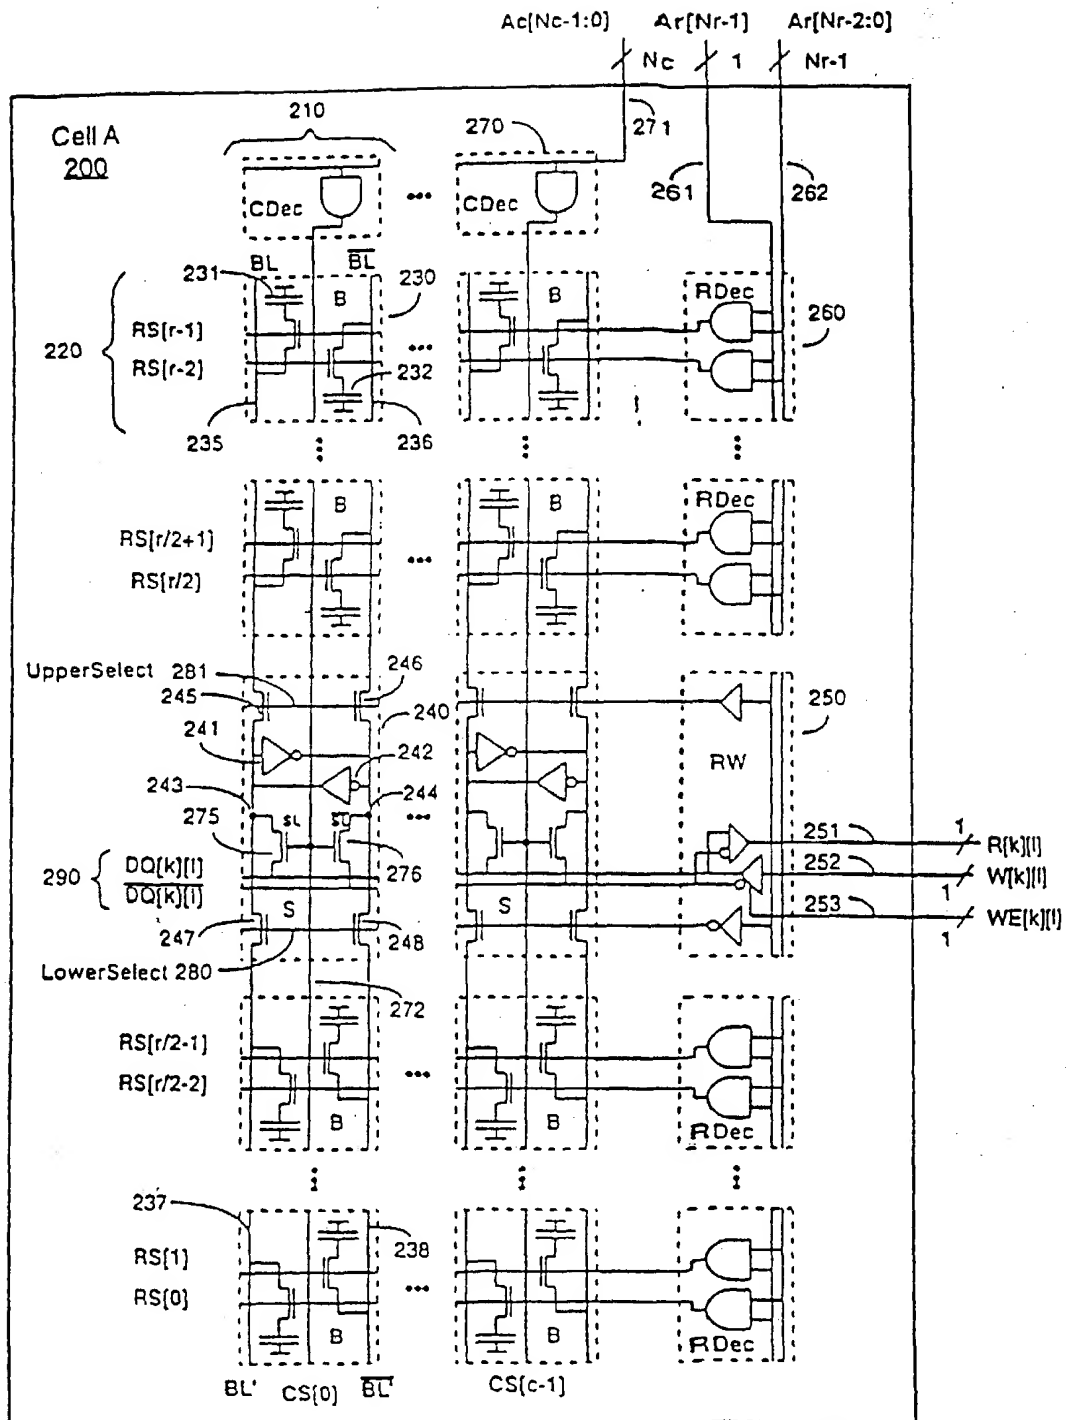 Ac[Nc-1:0] Ar[Nr-1] Ar[Nr-2:0]
Nc 1 Nr-1
Cell A
200
210
270
271
261
262
CDec
CDec
BL
B̅L̅
231
230
B
B
RDec
260
RS[r-1]
RS[r-2]
220
232
235
236
B
B
RDec
RS[r/2+1]
RS[r/2]
UpperSelect 281
246
245
240
250
241
242
RW
243
244
SL
S̅L̅
275
251
1
R[k][l]
290
DQ[k][l]
D̅Q̅[̅k̅]̅[̅l̅]̅
276
252
1
W[k][l]
S
S
253
1
WE[k][l]
247
248
LowerSelect 280
272
RS[r/2-1]
RS[r/2-2]
B
B
RDec
237
238
RS[1]
RS[0]
B
B
RDec
BL'
CS[0]
B̅L̅'̅
CS[c-1]